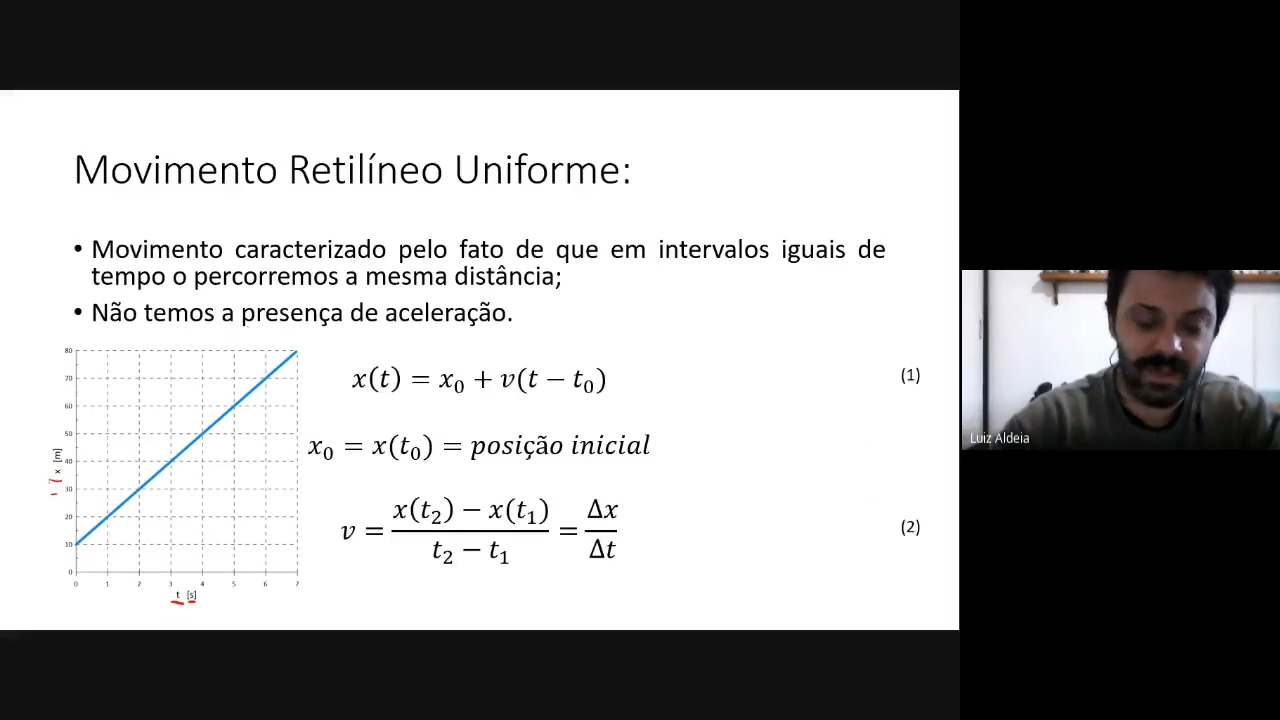 Movimento Retilíneo Uniforme:
• Movimento caracterizado pelo fato de que em intervalos iguais de
tempo o percorremos a mesma distância;
• Não temos a presença de aceleração.
80
70
60
50
40
30
20
10
0
x [m]
0 1 2 3 4 5 6 7
t [s]
x(t) = x₀ + v(t − t₀) (1)
x₀ = x(t₀) = posição inicial
v = \frac{x(t₂) − x(t₁)}{t₂ − t₁} = \frac{Δx}{Δt} (2)
Luiz Aldeia